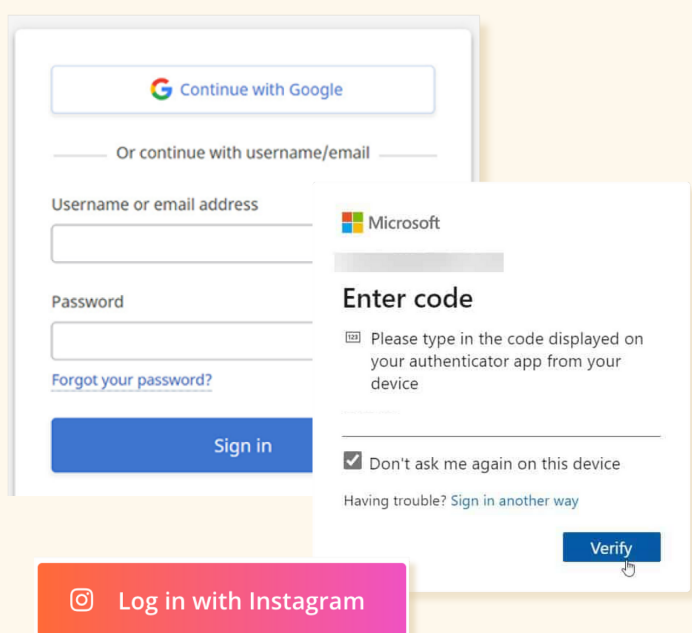 Continue with Google
Or continue with username/email
Username or email address
Password
Forgot your password?
Sign in
Microsoft
Enter code
123
Please type in the code displayed on
your authenticator app from your
device
Don't ask me again on this device
Having trouble? Sign in another way
Verify
Log in with Instagram